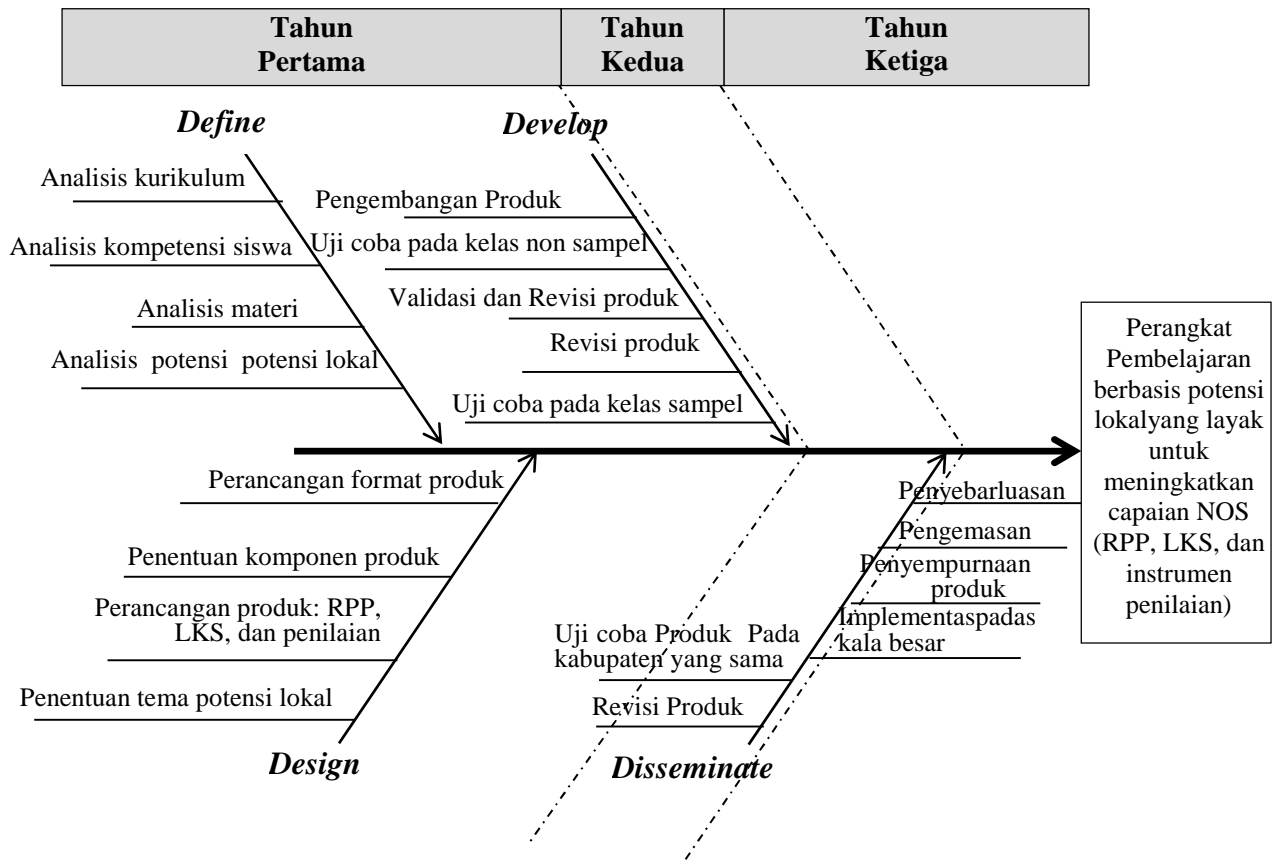 Tahun
Pertama
Tahun
Kedua
Tahun
Ketiga
Define
Analisis kurikulum
Analisis kompetensi siswa
Analisis materi
Analisis potensi potensi lokal
Develop
Pengembangan Produk
Uji coba pada kelas non sampel
Validasi dan Revisi produk
Revisi produk
Uji coba pada kelas sampel
Perancangan format produk
Penentuan komponen produk
Perancangan produk: RPP,
LKS, dan penilaian
Penentuan tema potensi lokal
Design
Penyebarluasan
Pengemasan
Penyempurnaan
produk
Implementaspadas
kala besar
Uji coba Produk Pada
kabupaten yang sama
Revisi Produk
Disseminate
Perangkat
Pembelajaran
berbasis potensi
lokalyang layak
untuk
meningkatkan
capaian NOS
(RPP, LKS, dan
instrumen
penilaian)